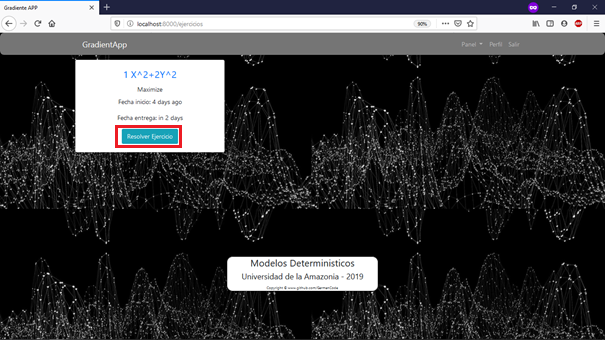 Gradiente APP
localhost:8000/ejercicios
90%
GradientApp
Panel
Perfil
Salir
1 X^2+2Y^2
Maximize
Fecha inicio: 4 days ago
Fecha entrega: in 2 days
Resolver Ejercicio
Modelos Deterministicos
Universidad de la Amazonia - 2019
Copyright © www.github.com/